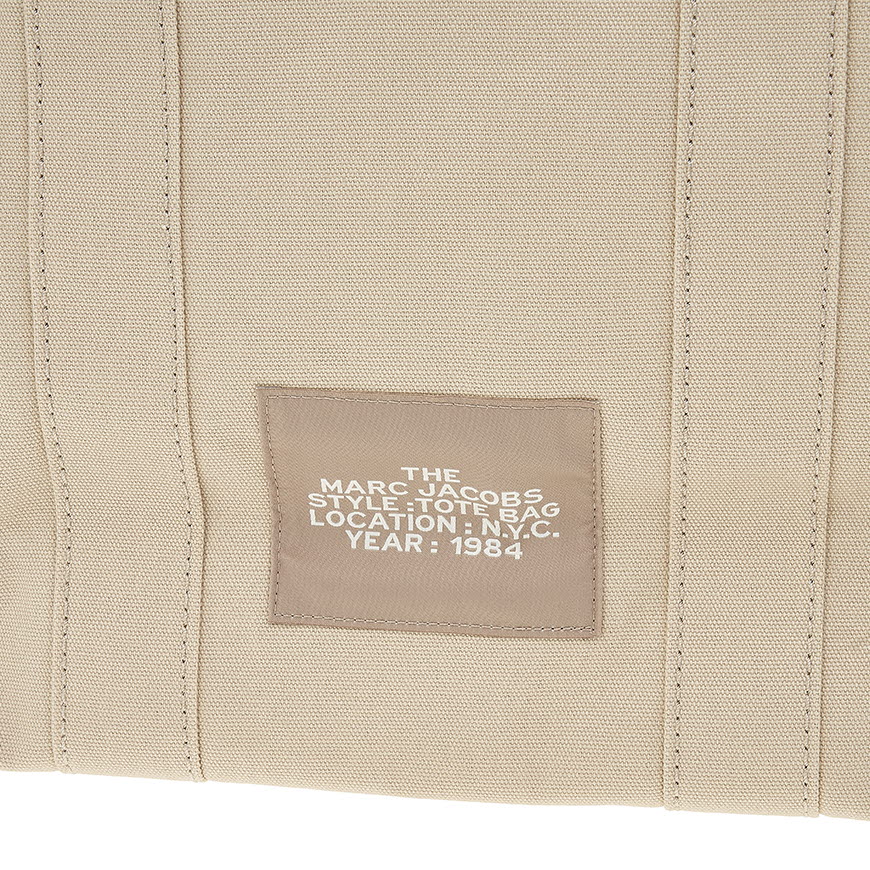 THE
MARC JACOBS
STYLE : TOTE BAG
LOCATION : N.Y.C.
YEAR : 1984